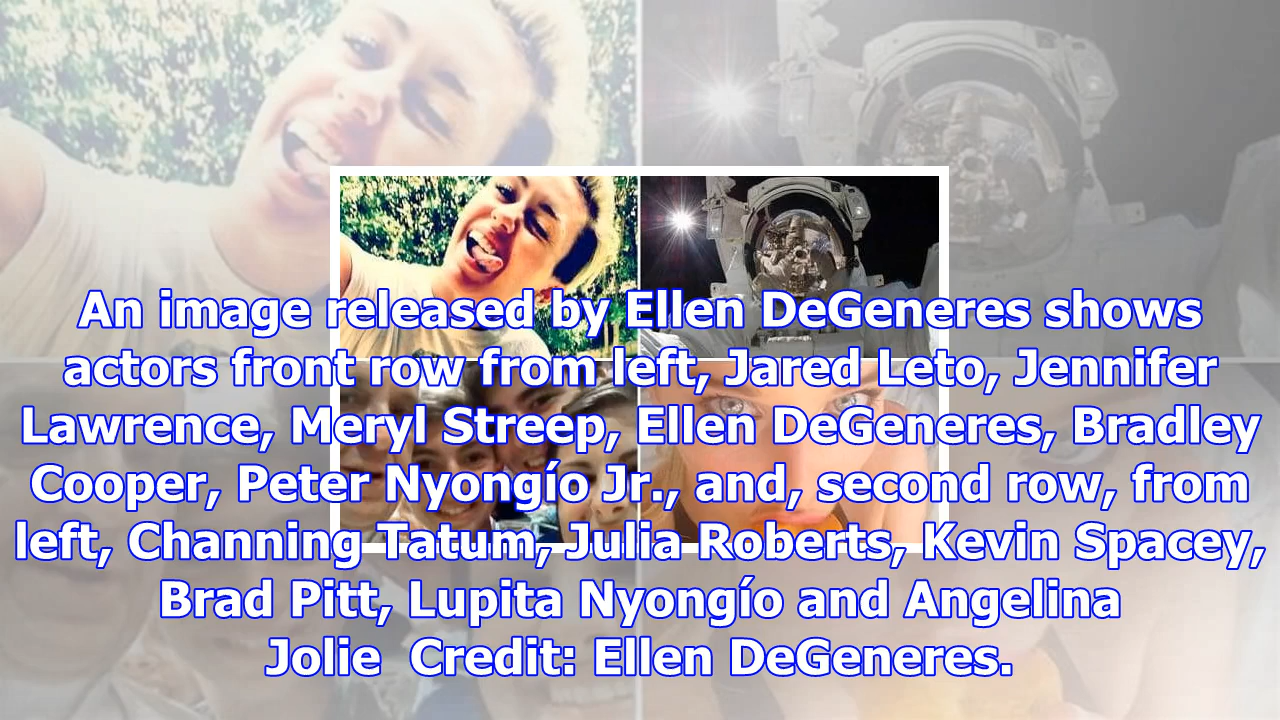 An image released by Ellen DeGeneres shows
actors front row from left, Jared Leto, Jennifer
Lawrence, Meryl Streep, Ellen DeGeneres, Bradley
Cooper, Peter Nyongío Jr., and, second row, from
left, Channing Tatum, Julia Roberts, Kevin Spacey,
Brad Pitt, Lupita Nyongío and Angelina
Jolie  Credit: Ellen DeGeneres.